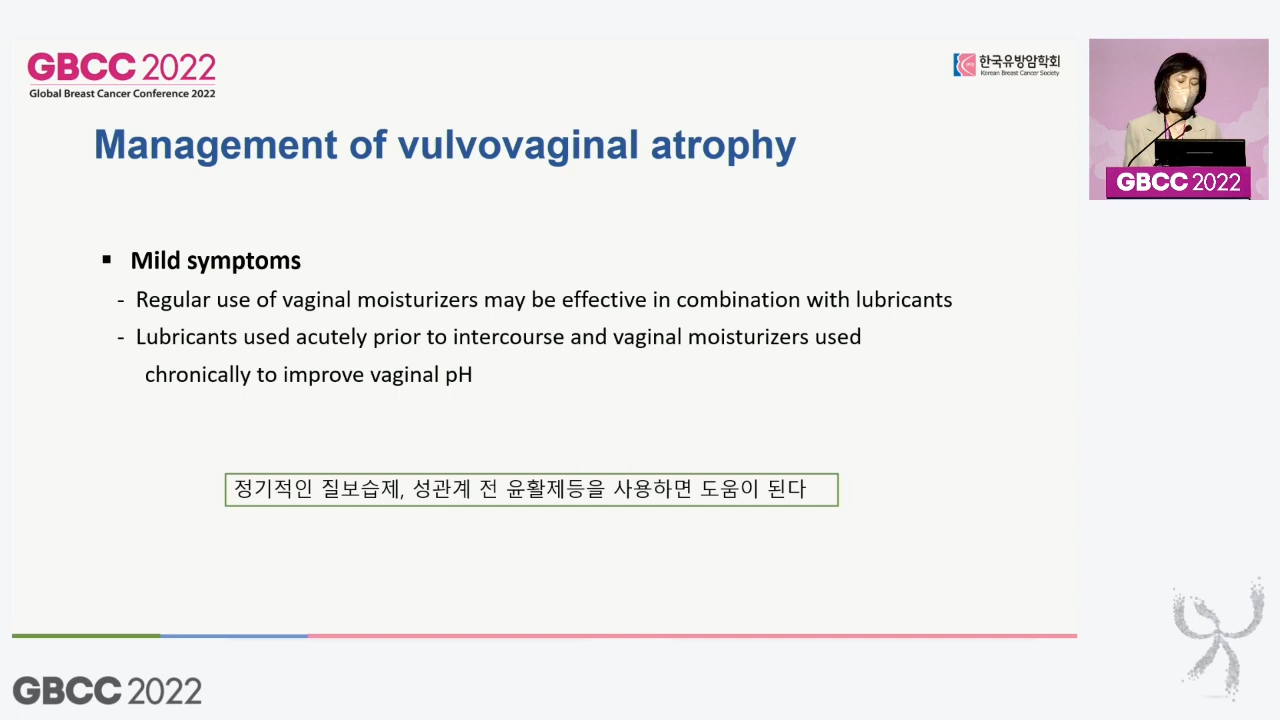 GBCC 2022
Global Breast Cancer Conference 2022
한국유방암학회
Korean Breast Cancer Society
Management of vulvovaginal atrophy
▪ Mild symptoms
- Regular use of vaginal moisturizers may be effective in combination with lubricants
- Lubricants used acutely prior to intercourse and vaginal moisturizers used
chronically to improve vaginal pH
정기적인 질보습제, 성관계 전 윤활제등을 사용하면 도움이 된다
GBCC 2022
GBCC 2022